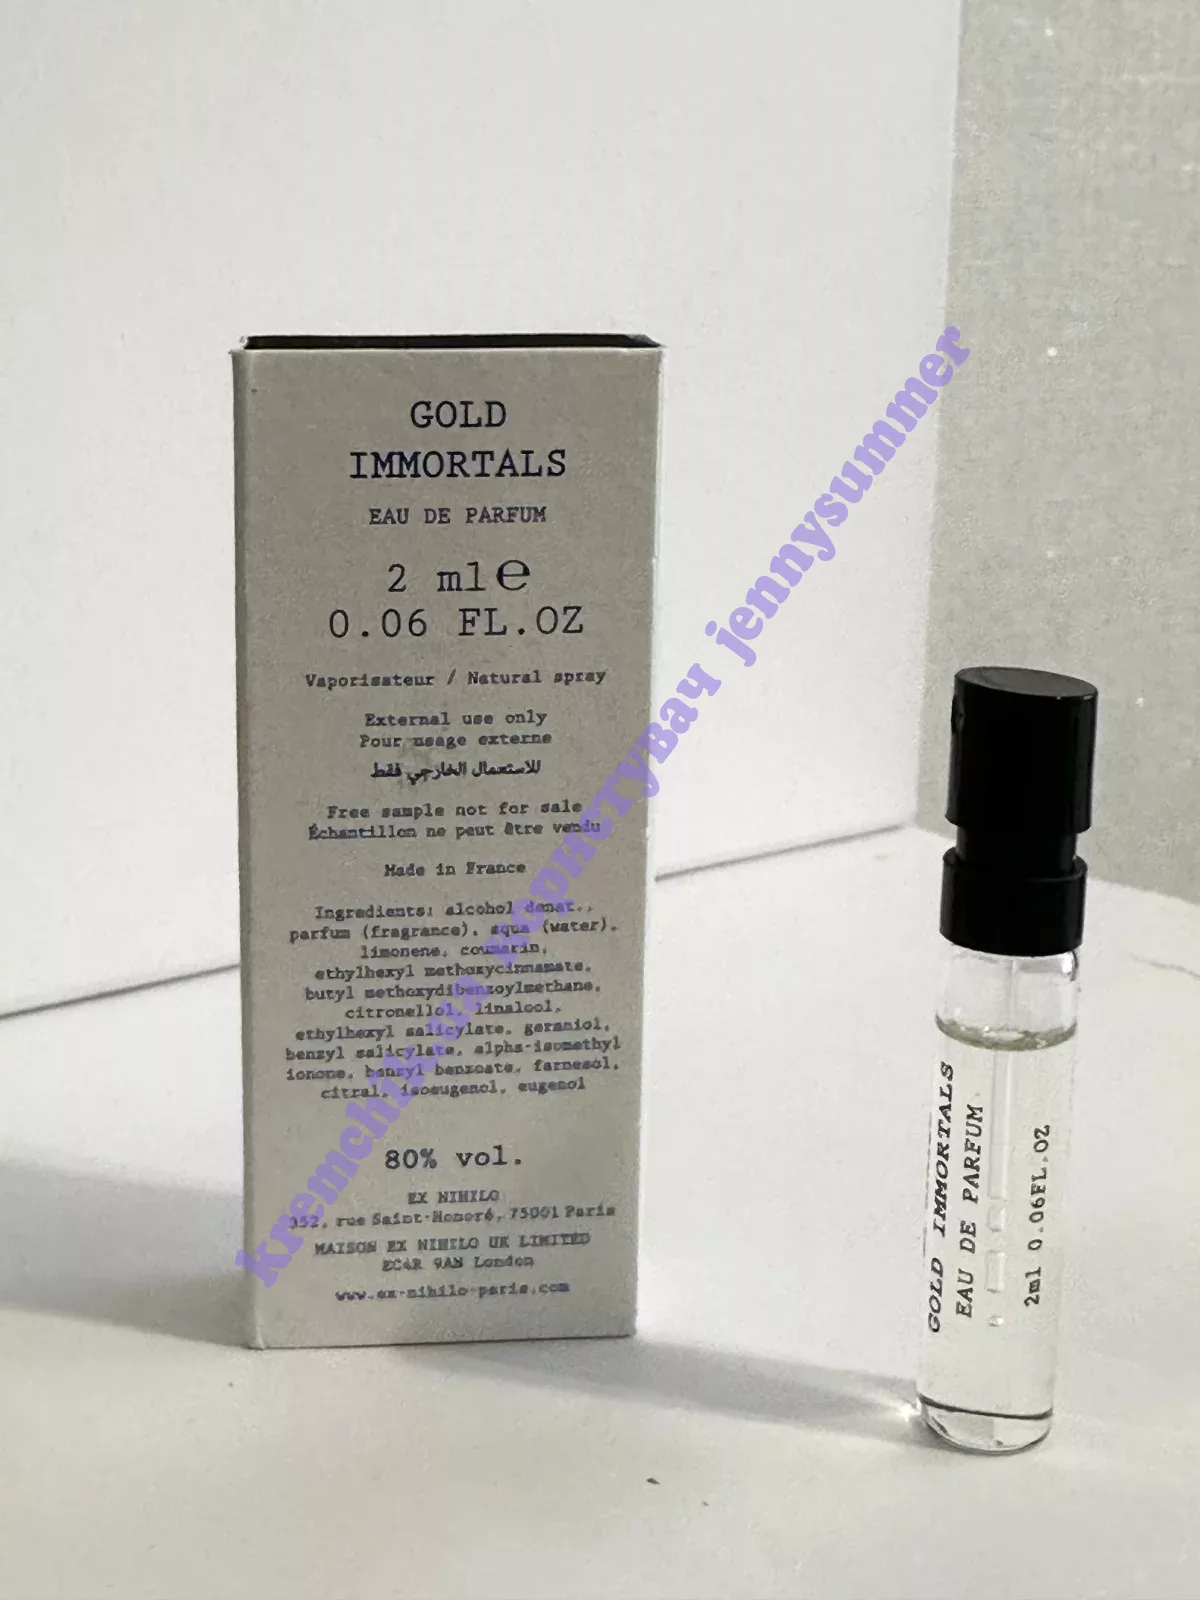 GOLD
IMMORTALS
EAU DE PARFUM
2 ml℮
0.06 FL.OZ
Vaporisateur / Natural spray
External use only
Pour usage externe
للاستعمال الخارجي فقط
Free sample not for sale
Échantillon ne peut être vendu
Made in France
Ingredients: alcohol denat.,
parfum (fragrance), aqua (water),
limonene, coumarin,
ethylhexyl methoxycinnamate,
butyl methoxydibenzoylmethane,
citronellol, linalool,
ethylhexyl salicylate, geraniol,
benzyl salicylate, alpha-isomethyl
ionone, benzyl benzoate, farnesol,
citral, isoeugenol, eugenol
80% vol.
EX NIHILO
352, rue Saint-Honoré, 75001 Paris
MAISON EX NIHILO UK LIMITED
EC4R 9AN London
www.ex-nihilo-paris.com
GOLD IMMORTALS
EAU DE PARFUM
2ml 0.06FL.OZ
kremchik.ua користувач jennysummer